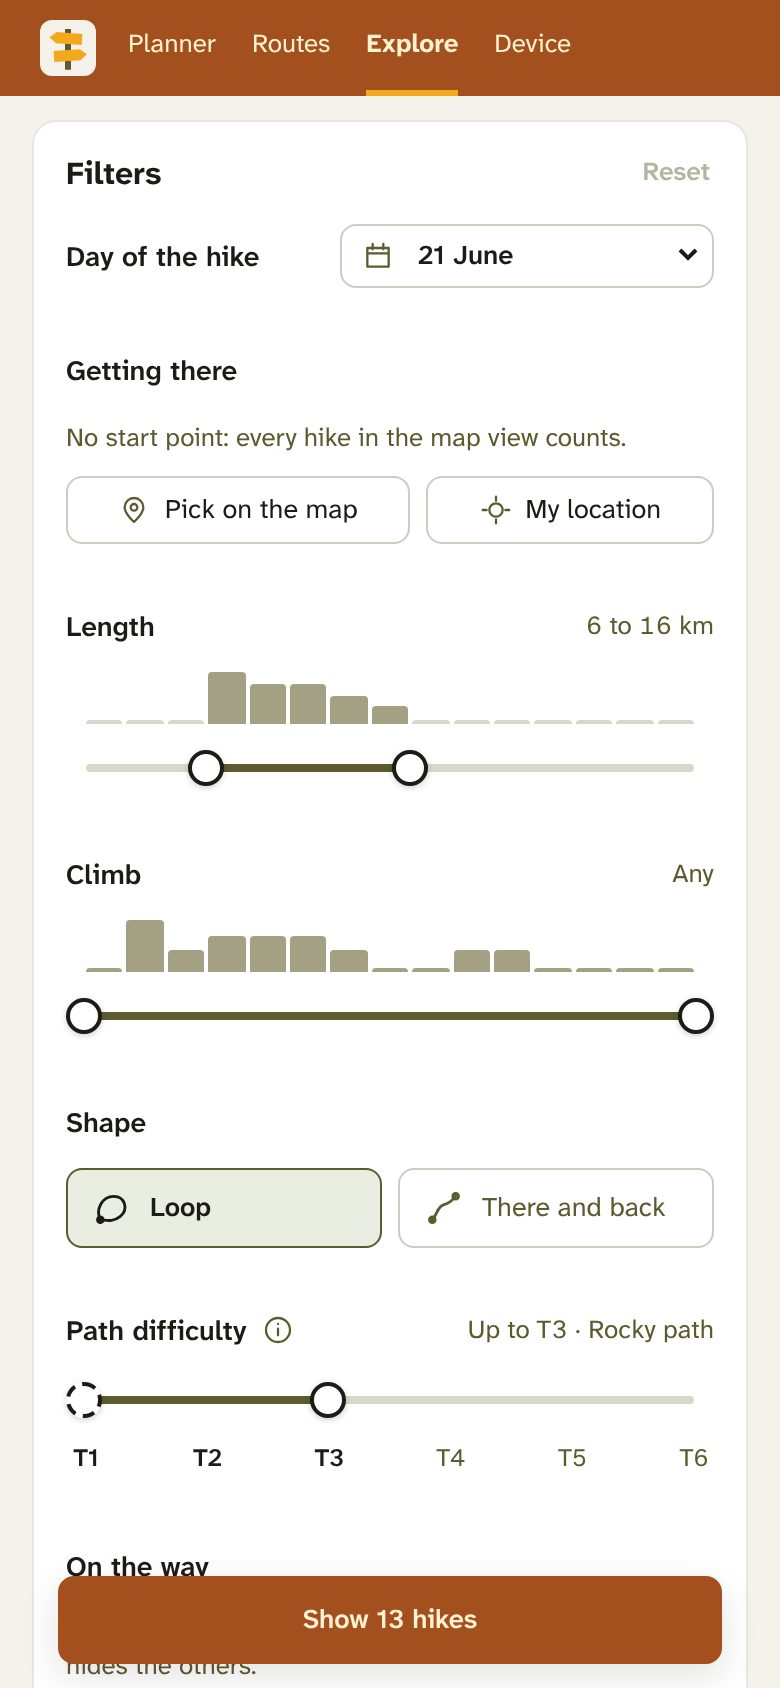 Planner Routes Explore Device
Filters
Reset
Day of the hike
21 June
Getting there
No start point: every hike in the map view counts.
Pick on the map
My location
Length
6 to 16 km
Climb
Any
Shape
Loop
There and back
Path difficulty
Up to T3 · Rocky path
T1 T2 T3 T4 T5 T6
On the way
Show 13 hikes
hides the others.